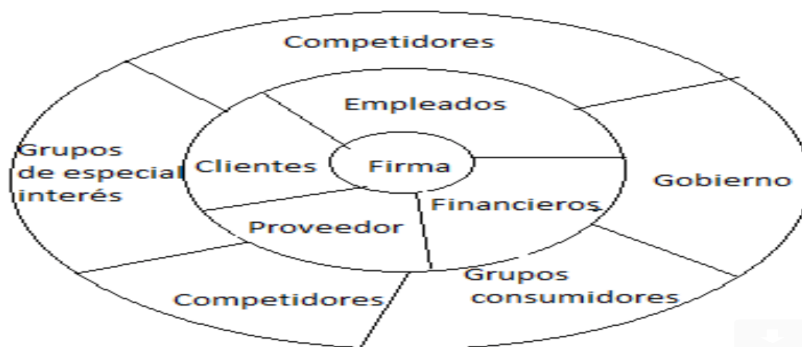 Competidores
Empleados
Grupos
de especial
interés
Clientes
Firma
Gobierno
Financieros
Proveedor
Grupos
consumidores
Competidores